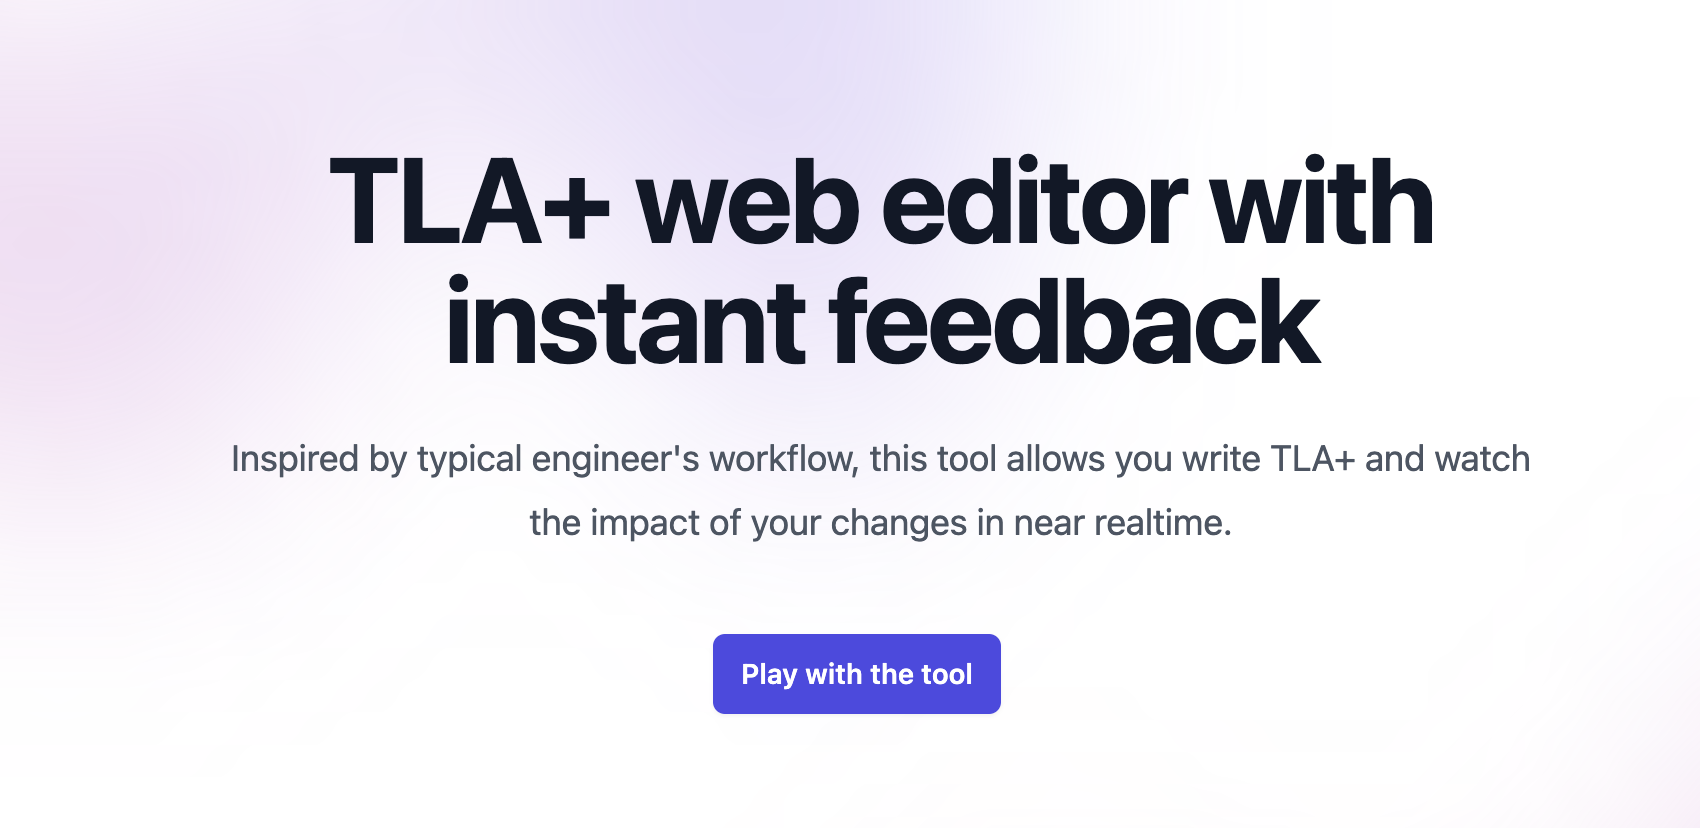 TLA+ web editor with
instant feedback
Inspired by typical engineer's workflow, this tool allows you write TLA+ and watch
the impact of your changes in near realtime.
Play with the tool